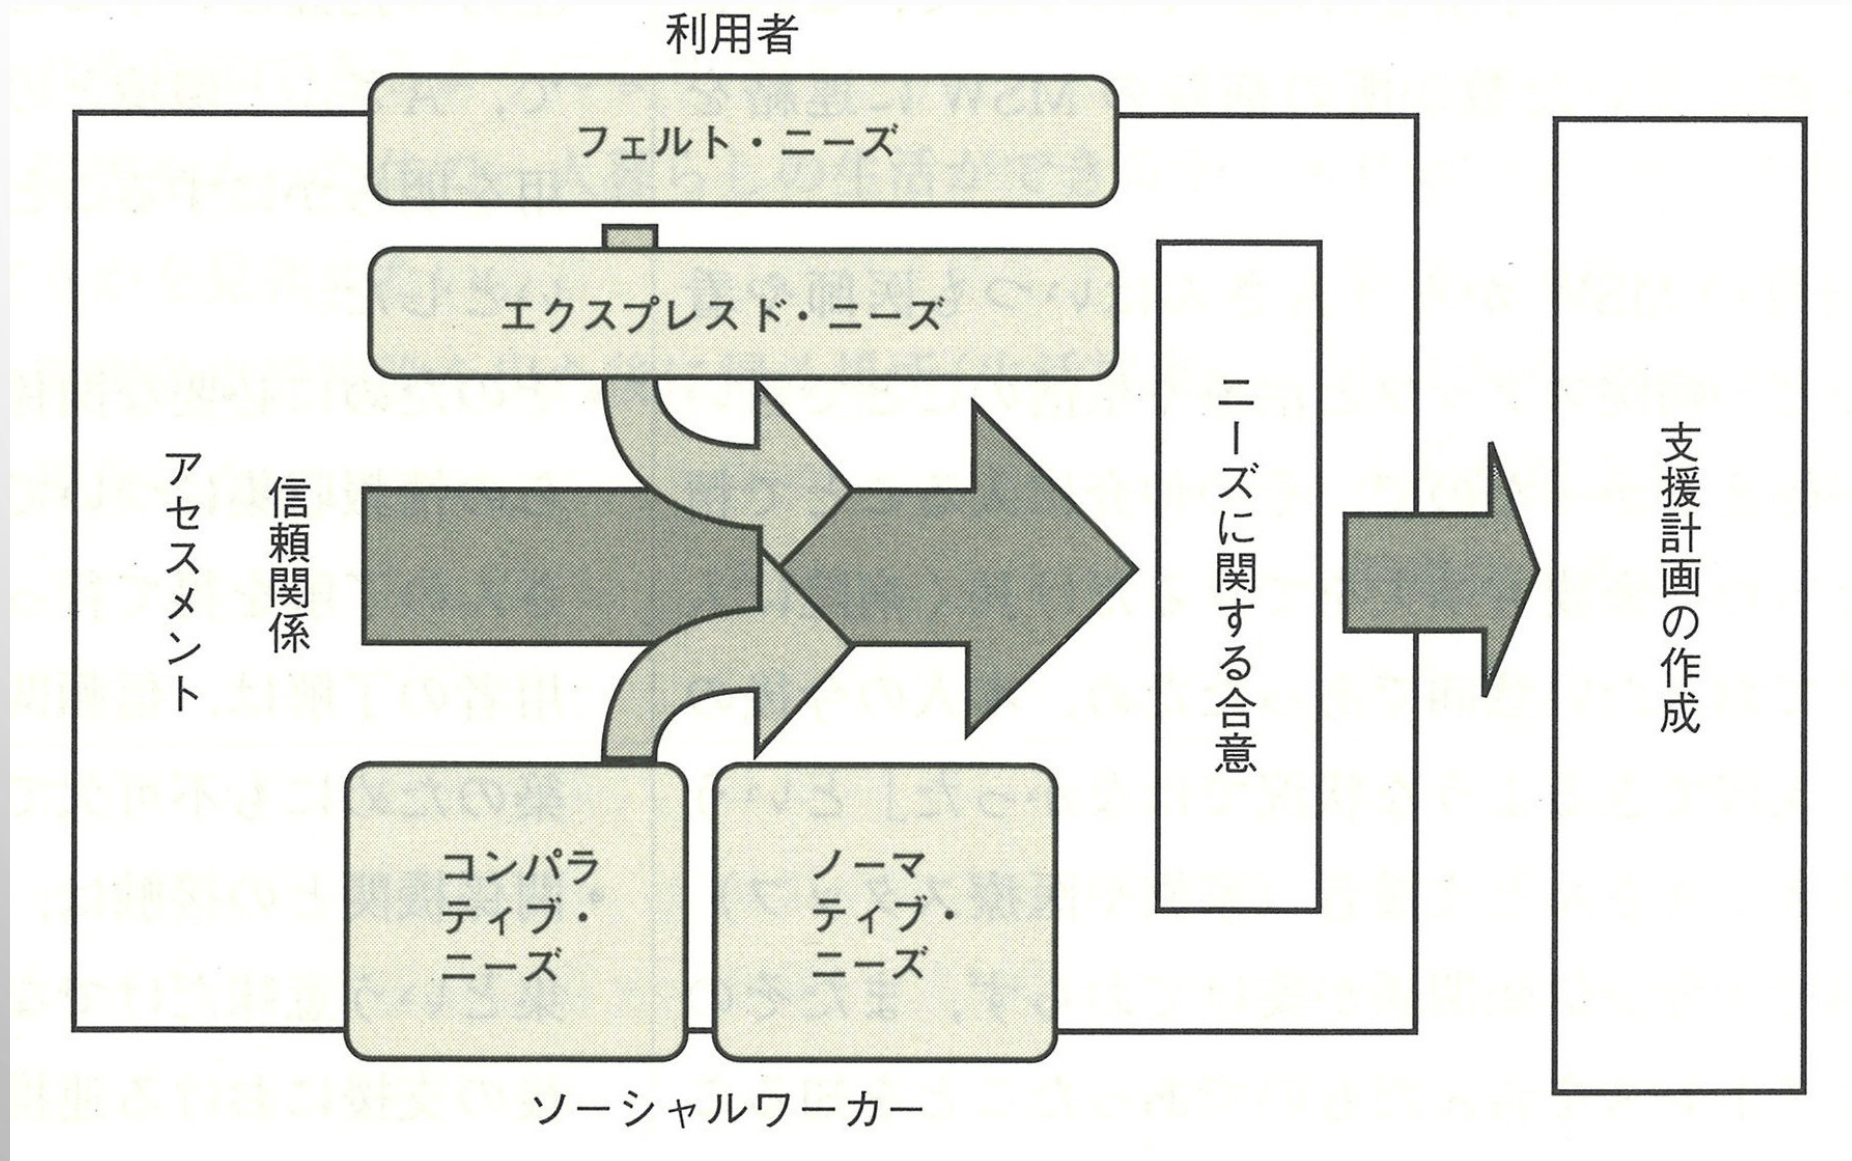 利用者
フェルト・ニーズ
エクスプレスド・ニーズ
アセスメント
信頼関係
ニーズに関する合意
支援計画の作成
コンパラ
ティブ・
ニーズ
ノーマ
ティブ・
ニーズ
ソーシャルワーカー